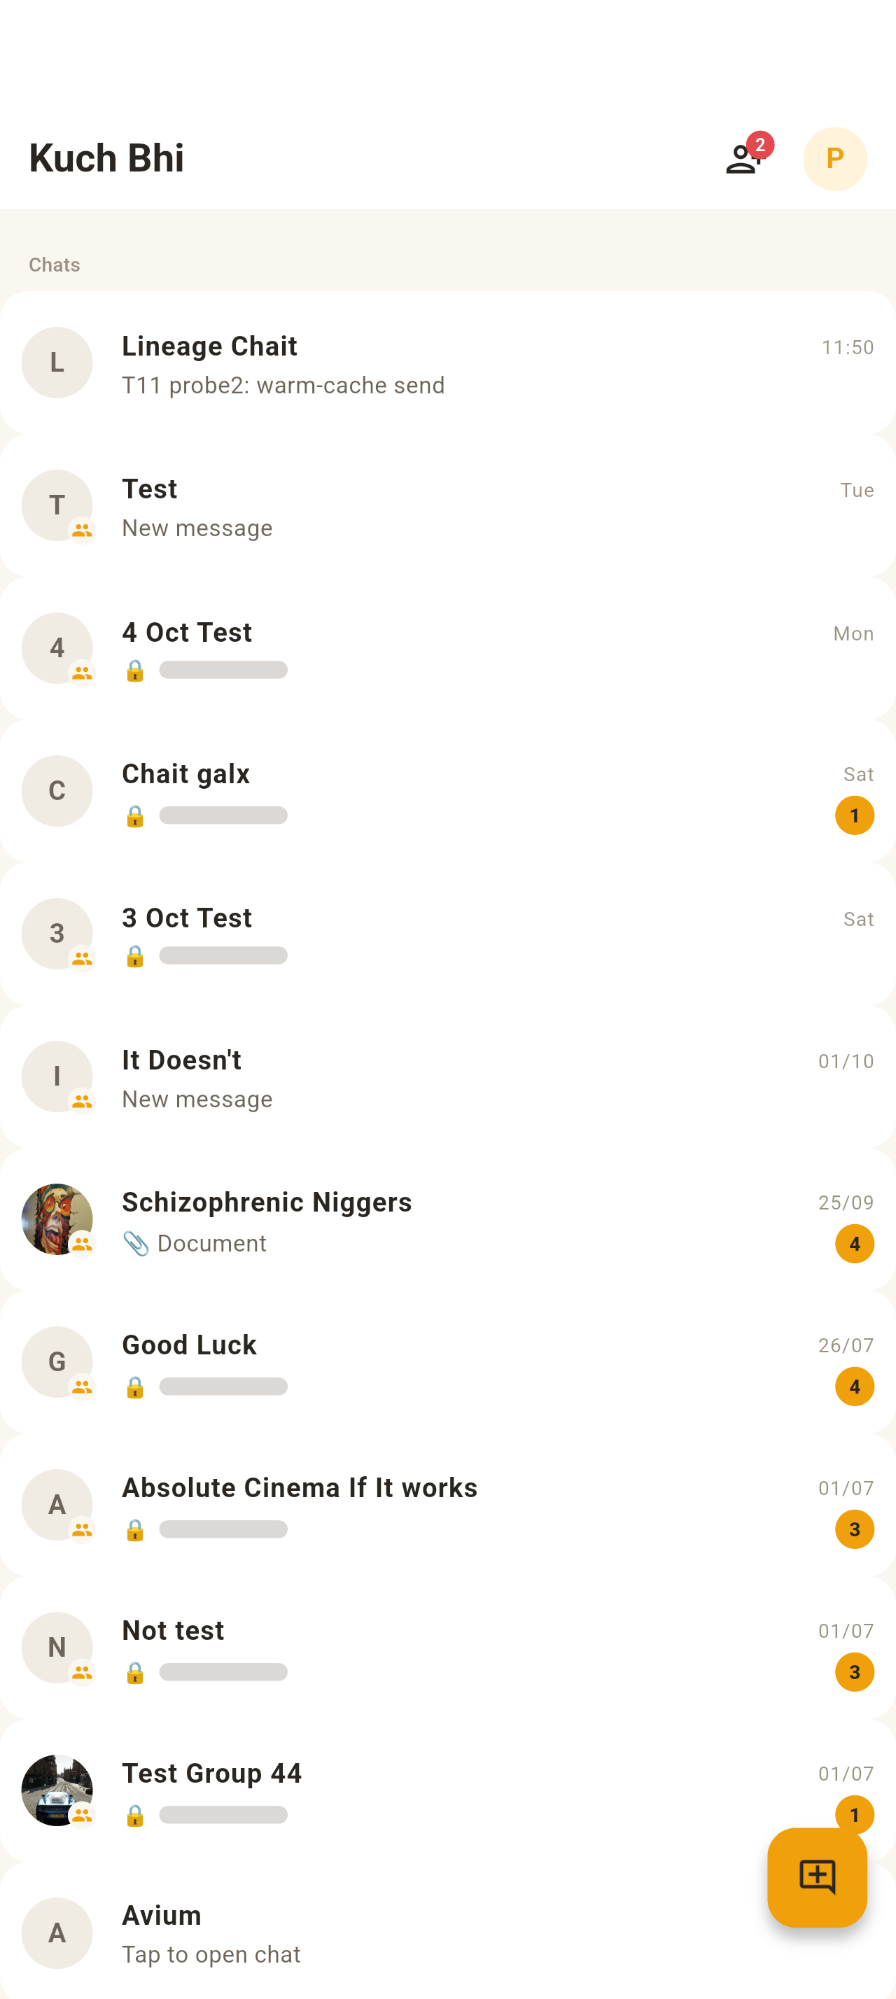 Kuch Bhi
2
P
Chats
L
Lineage Chait
11:50
T11 probe2: warm-cache send
T
Test
Tue
New message
4
4 Oct Test
Mon
C
Chait galx
Sat
1
3
3 Oct Test
Sat
I
It Doesn't
01/10
New message
Schizophrenic Niggers
25/09
Document
4
G
Good Luck
26/07
4
A
Absolute Cinema If It works
01/07
3
N
Not test
01/07
3
Test Group 44
01/07
1
A
Avium
Tap to open chat